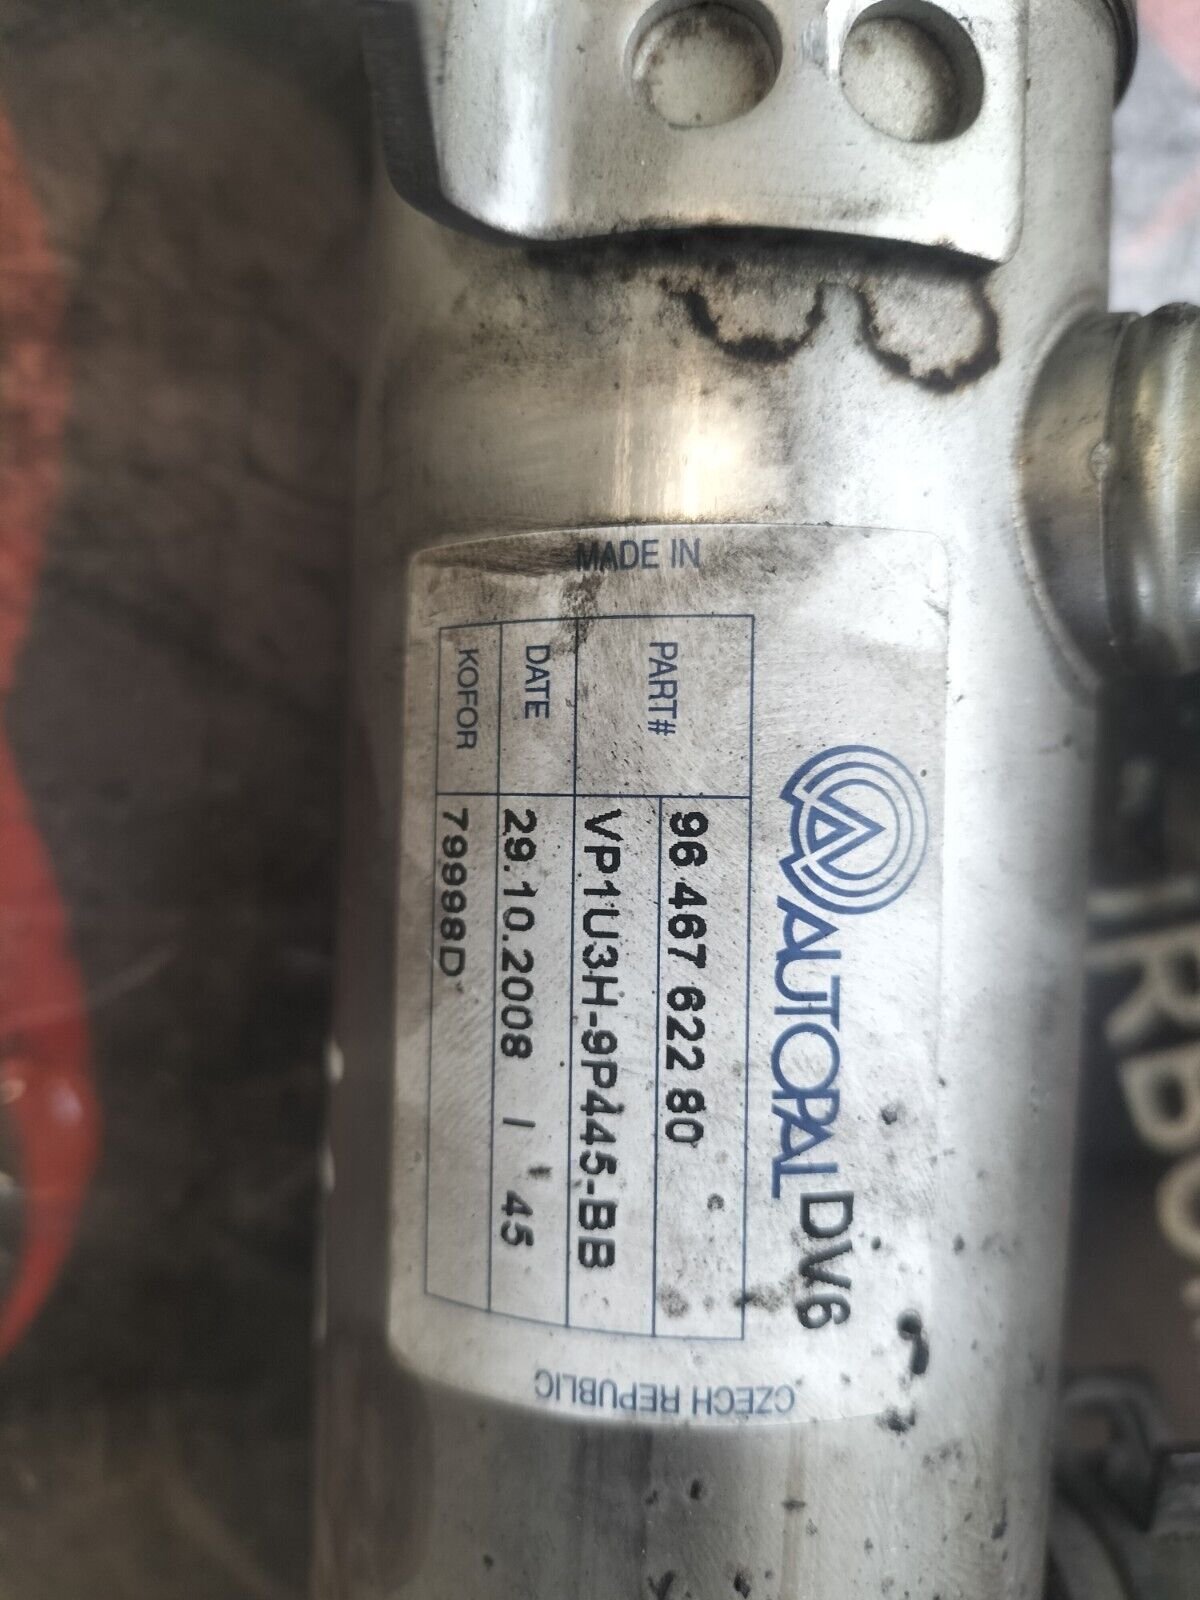 MADE IN
AUTOPAL DV6
PART# 96 467 622 80
VP1U3H-9P445-BB
DATE 29.10.2008 / 45
KOFOR 79998D
CZECH REPUBLIC